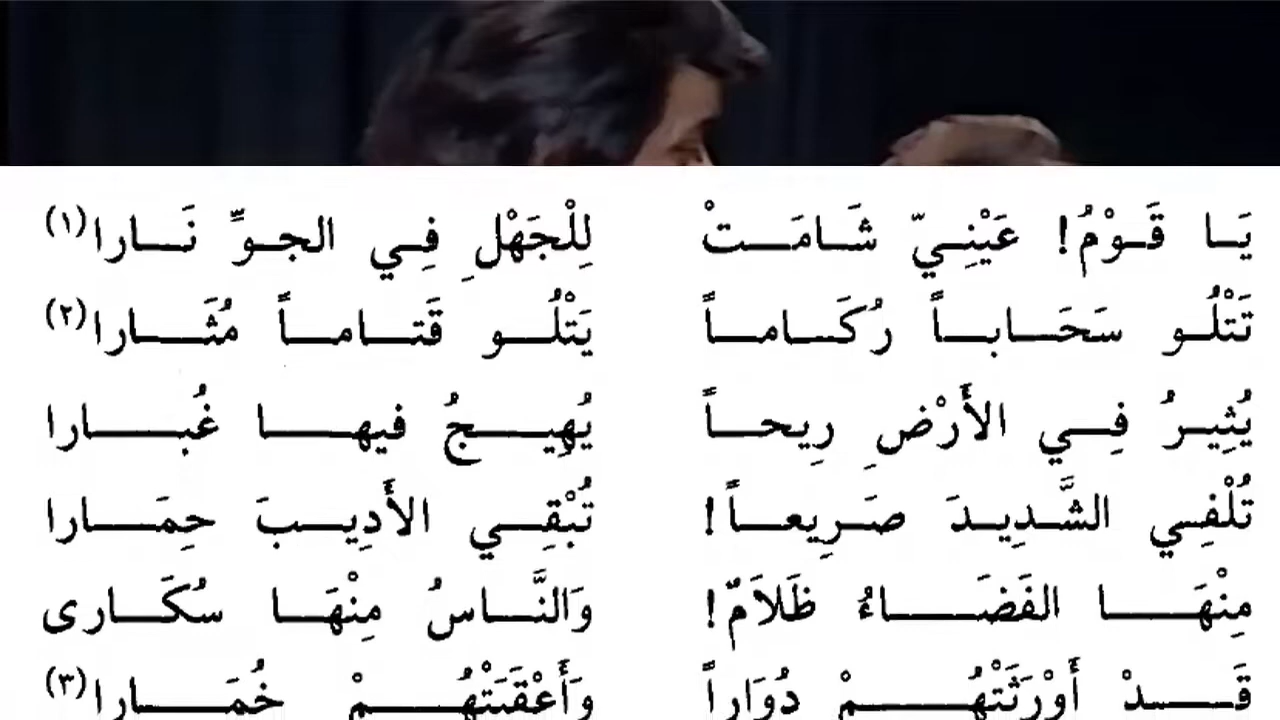 يَا قَوْمُ! عَيْنِيّ شَامَتْ لِلْجَهْلِ فِي الجوِّ نَارا(١)
تَتْلُو سَحَاباً رُكَاماً يَتْلُو قَتَاماً مُثَارا(٢)
يُثِيرُ فِي الأَرْضِ رِيحاً يُهِيجُ فيها غُبارا
تُلْفِي الشَّدِيدَ صَرِيعاً! تُبْقِي الأَدِيبَ حِمَارا
مِنْهَا الفَضَاءُ ظَلَامٌ! وَالنَّاسُ مِنْهَا سُكَارى
قَدْ أَوْرَثَتْهُمْ دُوَاراً وَأَعْقَبَتْهُمْ خُمَارا(٣)